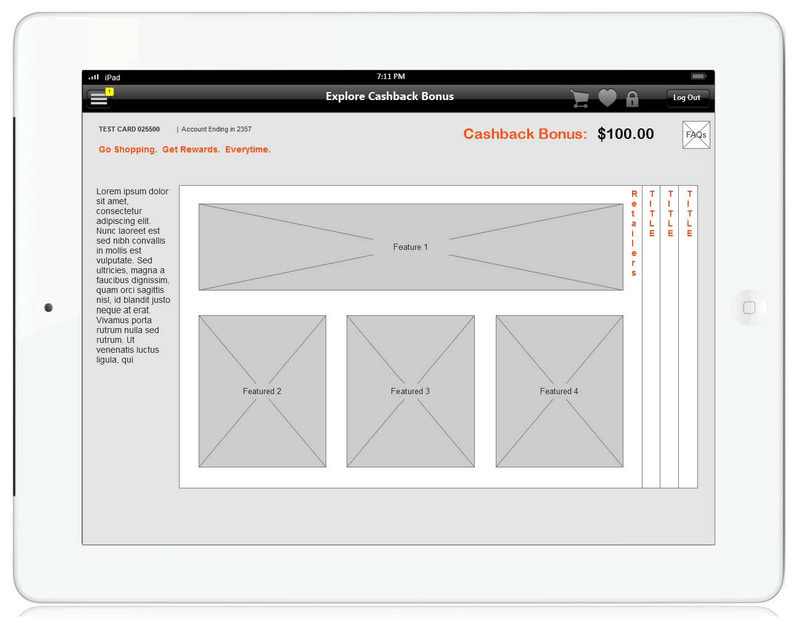 iPad
7:11 PM
1
Explore Cashback Bonus
Log Out
TEST CARD 025500 | Account Ending in 2357
Cashback Bonus: $100.00
FAQs
Go Shopping. Get Rewards. Everytime.
Lorem ipsum dolor
sit amet,
consectetur
adipiscing elit.
Nunc laoreet est
sed nibh convallis
in mollis est
vulputate. Sed
ultricies, magna a
faucibus dignissim,
quam orci sagittis
nisl, id blandit justo
neque at erat.
Vivamus porta
rutrum nulla sed
rutrum. Ut
venenatis luctus
ligula, qui
Feature 1
Featured 2
Featured 3
Featured 4
Retailers
TITLE
TITLE
TITLE